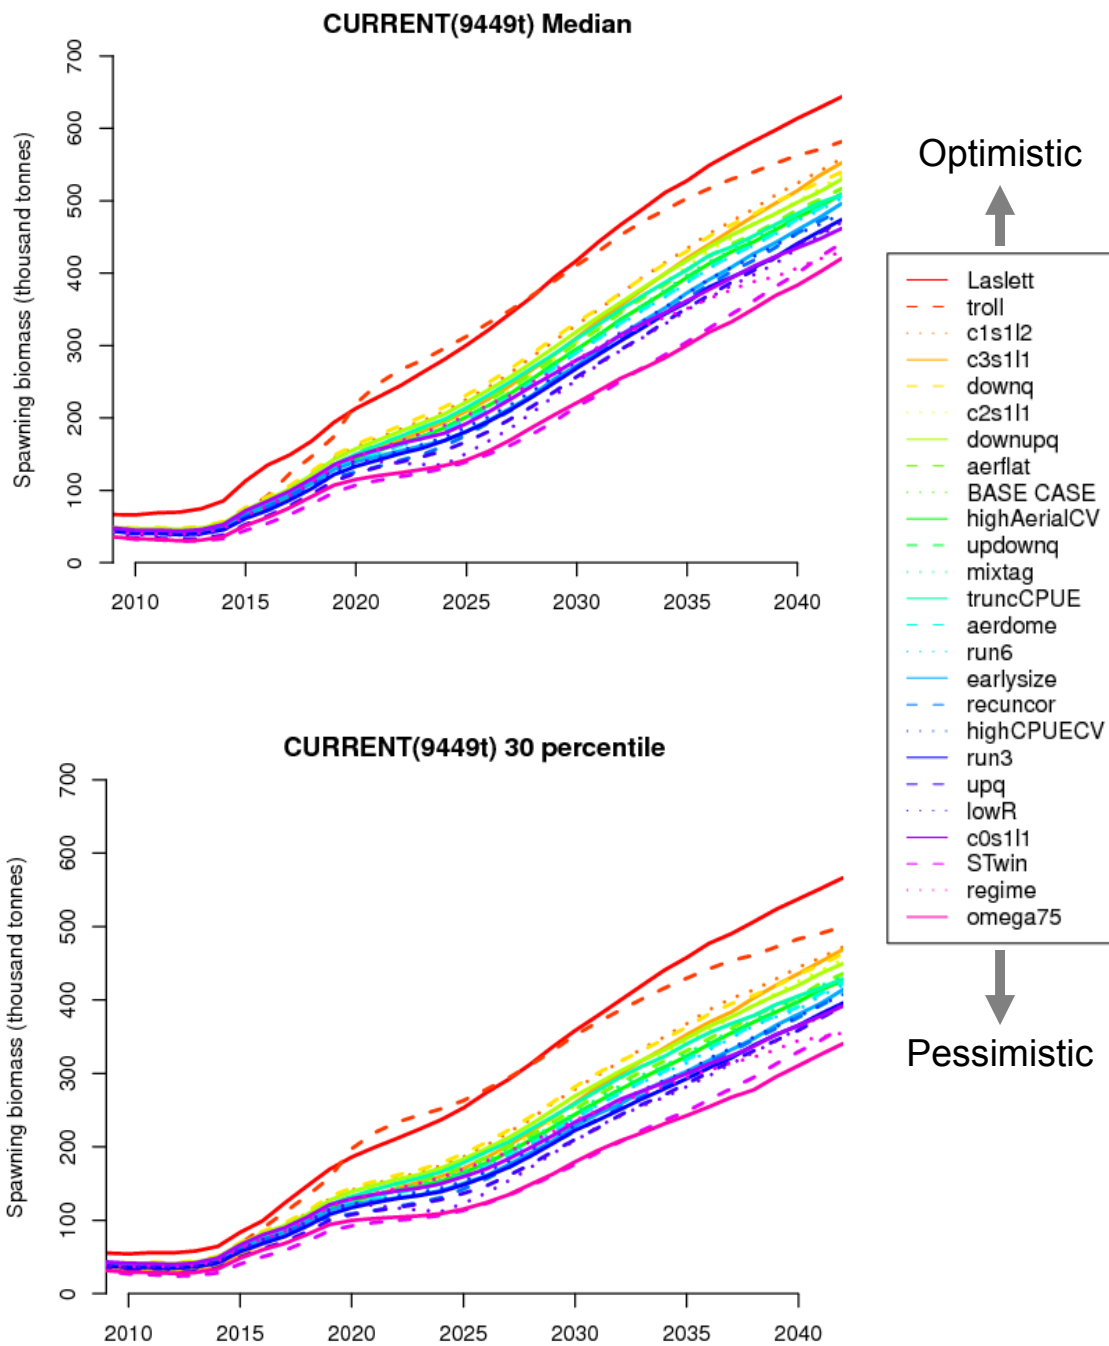 CURRENT(9449t) Median
Spawning biomass (thousand tonnes)
700
600
500
400
300
200
100
0
2010 2015 2020 2025 2030 2035 2040
Optimistic
Laslett
troll
c1s1l2
c3s1l1
downq
c2s1l1
downupq
aerflat
BASE CASE
highAerialCV
updownq
mixtag
truncCPUE
aerdome
run6
earlysize
recuncor
highCPUECV
run3
upq
lowR
c0s1l1
STwin
regime
omega75
Pessimistic
CURRENT(9449t) 30 percentile
Spawning biomass (thousand tonnes)
700
600
500
400
300
200
100
0
2010 2015 2020 2025 2030 2035 2040